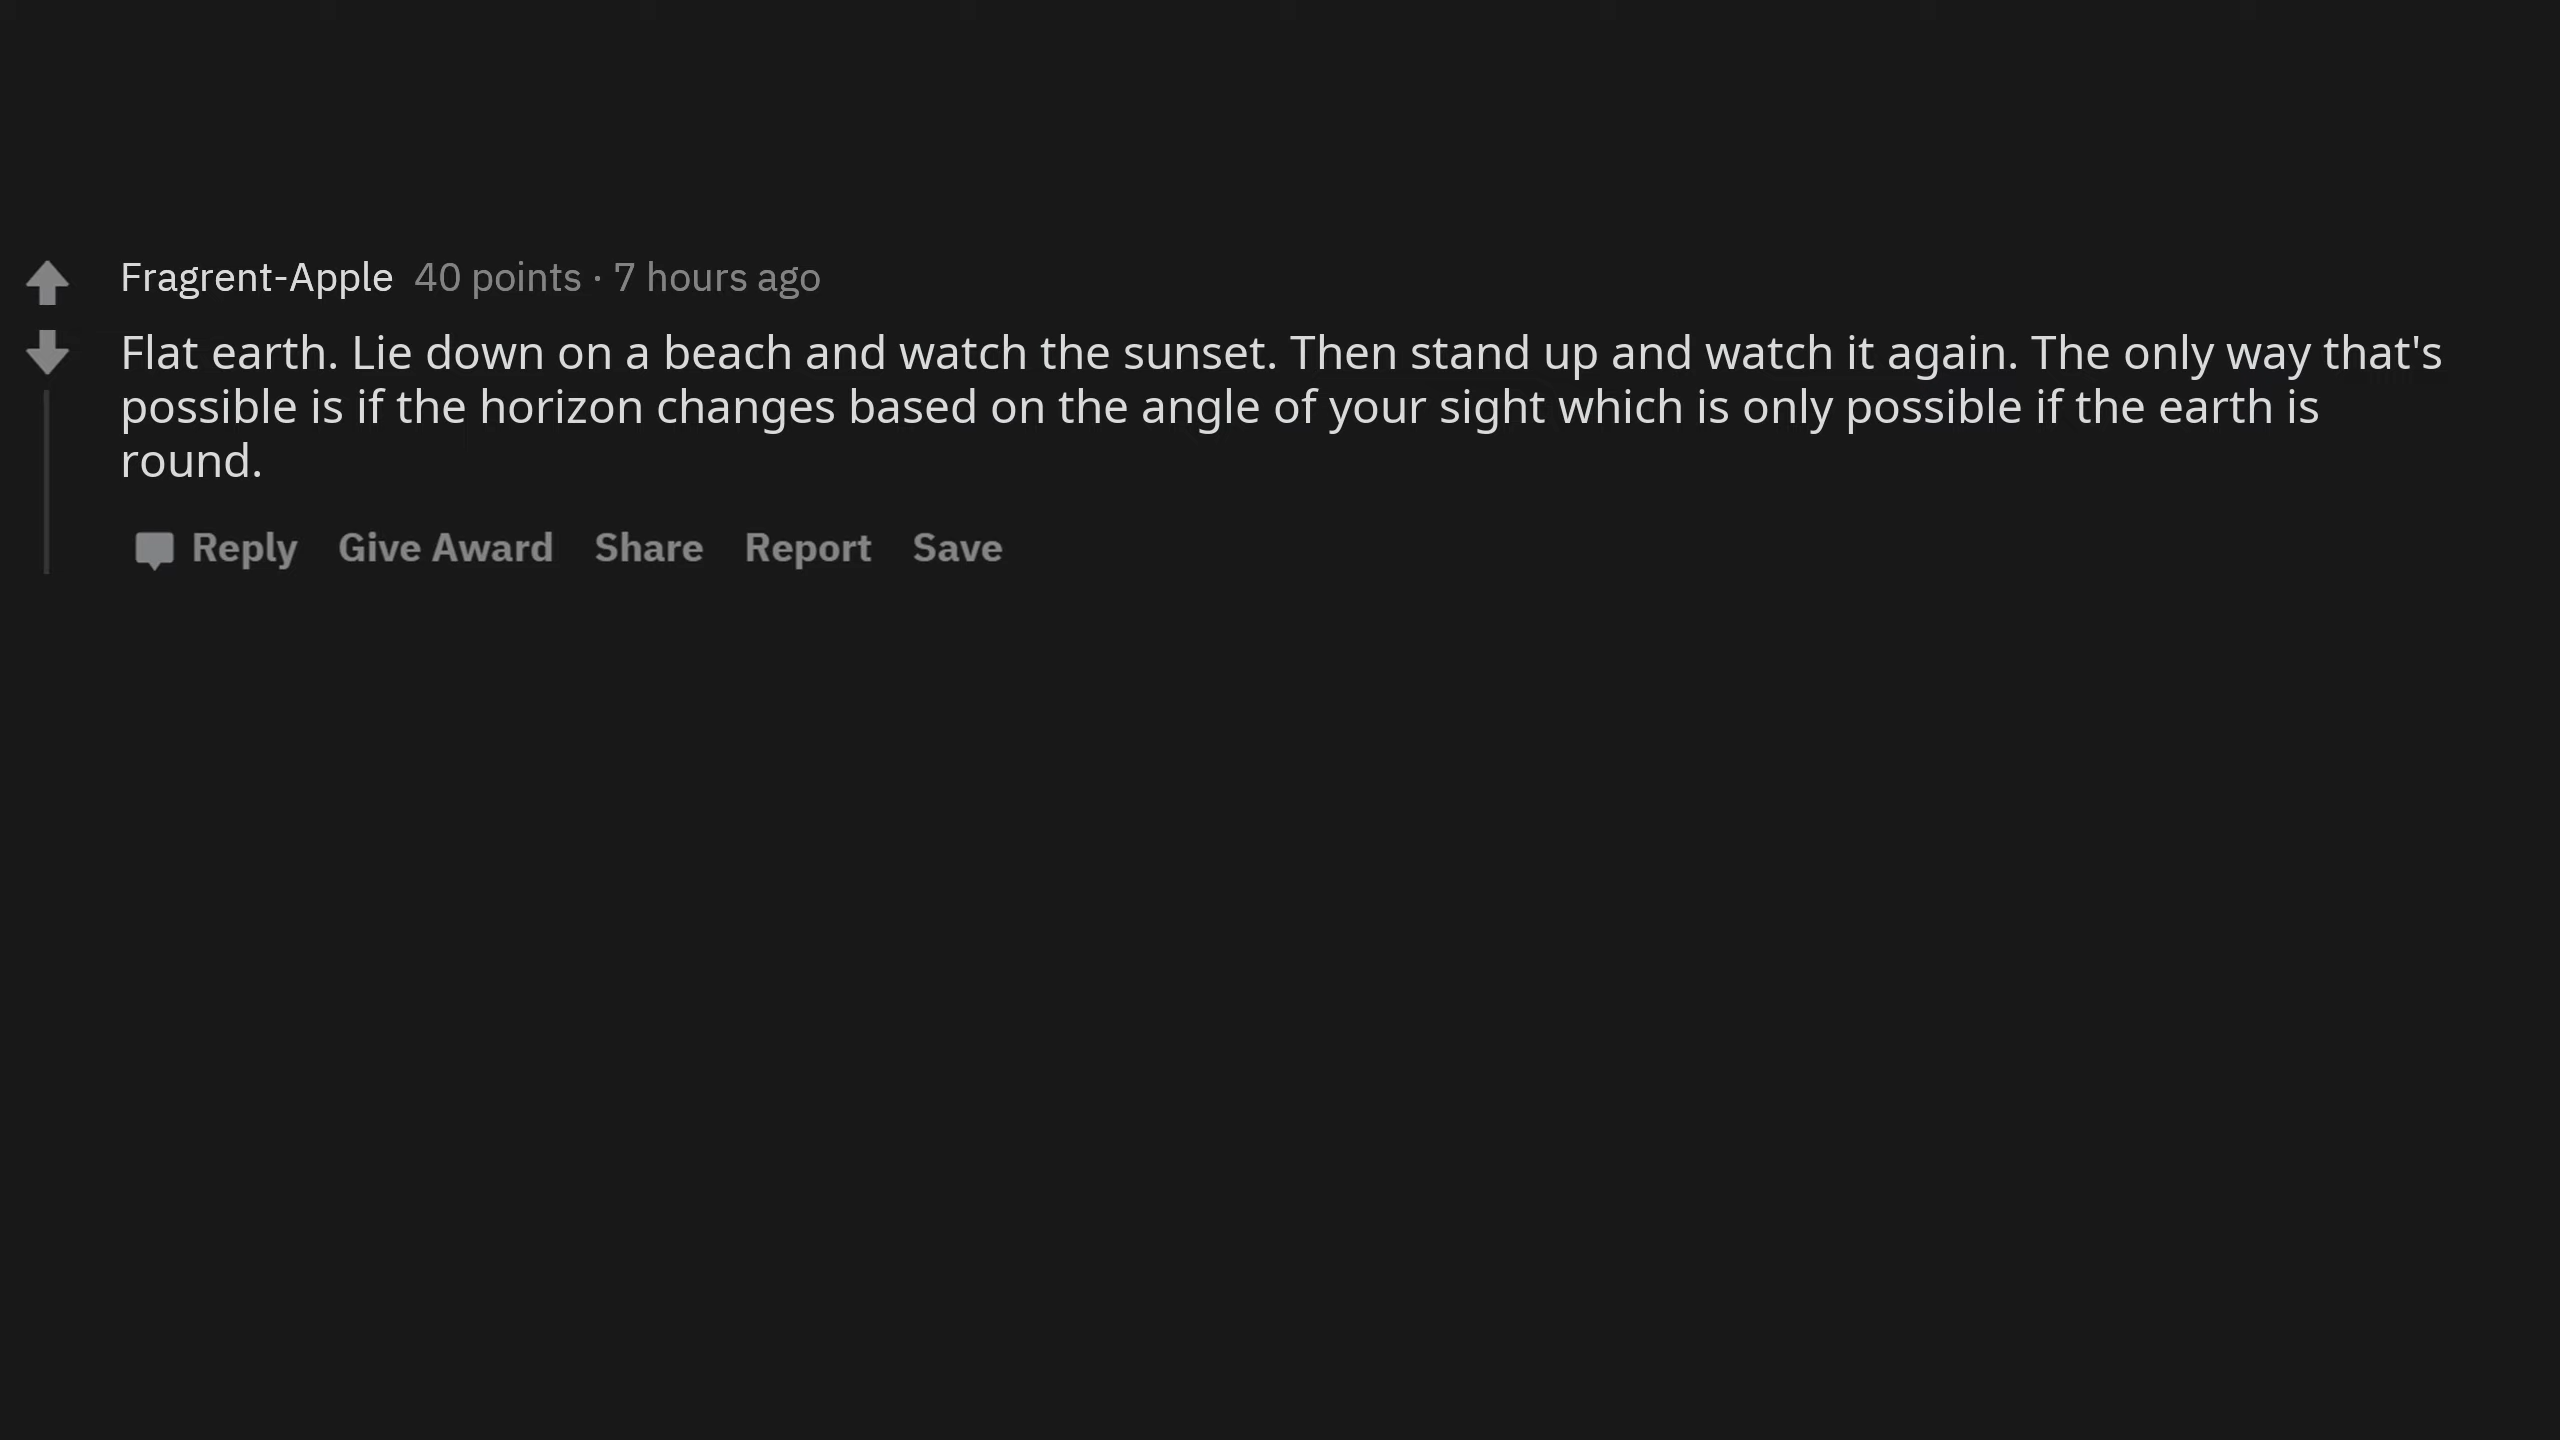 Fragrent-Apple 40 points · 7 hours ago
Flat earth. Lie down on a beach and watch the sunset. Then stand up and watch it again. The only way that's
possible is if the horizon changes based on the angle of your sight which is only possible if the earth is
round.
Reply Give Award Share Report Save